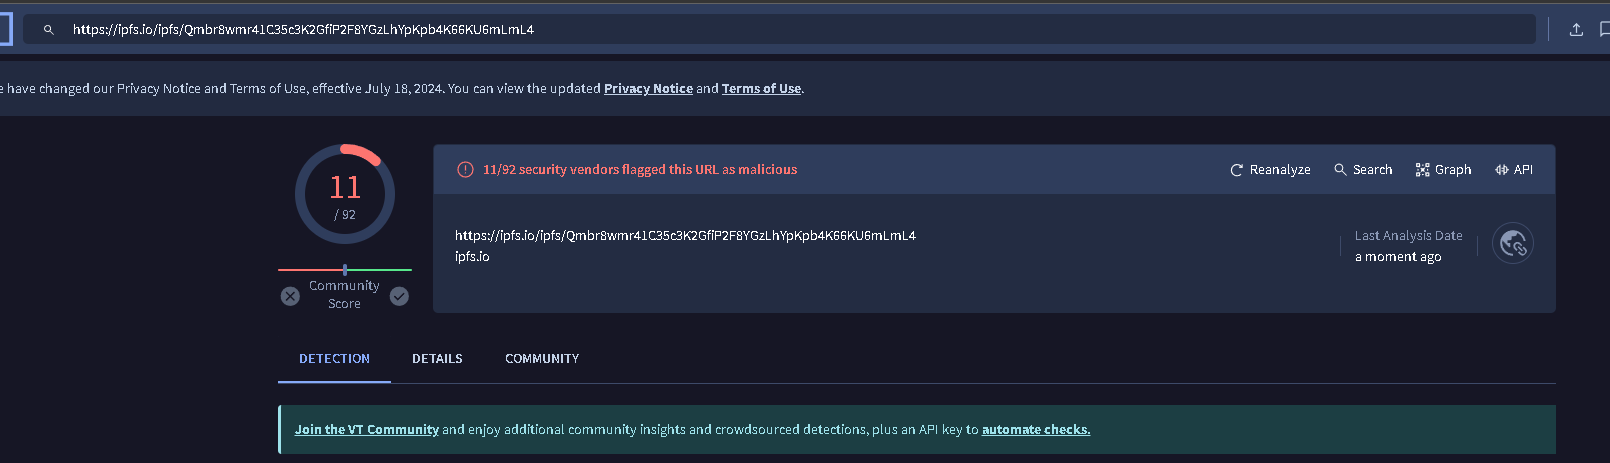 https://ipfs.io/ipfs/Qmbr8wmr41C35c3K2GfiP2F8YGzLhYpKpb4K66KU6mLmL4
e have changed our Privacy Notice and Terms of Use, effective July 18, 2024. You can view the updated Privacy Notice and Terms of Use.
11
/ 92
Community
Score
11/92 security vendors flagged this URL as malicious
Reanalyze
Search
Graph
API
https://ipfs.io/ipfs/Qmbr8wmr41C35c3K2GfiP2F8YGzLhYpKpb4K66KU6mLmL4
ipfs.io
Last Analysis Date
a moment ago
DETECTION
DETAILS
COMMUNITY
Join the VT Community and enjoy additional community insights and crowdsourced detections, plus an API key to automate checks.